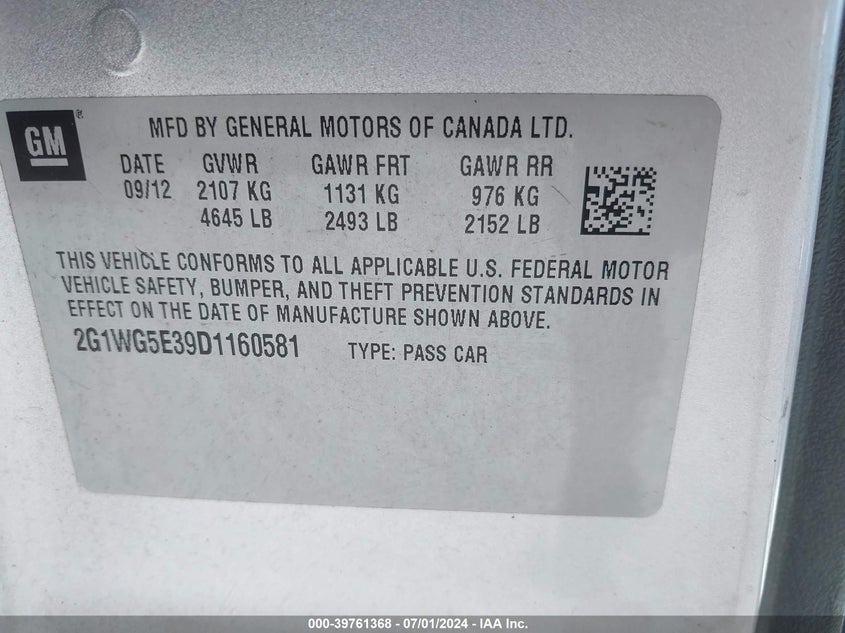 GM®
MFD BY GENERAL MOTORS OF CANADA LTD.
DATE GVWR GAWR FRT GAWR RR
09/12 2107 KG 1131 KG 976 KG
4645 LB 2493 LB 2152 LB
THIS VEHICLE CONFORMS TO ALL APPLICABLE U.S. FEDERAL MOTOR
VEHICLE SAFETY, BUMPER, AND THEFT PREVENTION STANDARDS IN
EFFECT ON THE DATE OF MANUFACTURE SHOWN ABOVE.
2G1WG5E39D1160581 TYPE: PASS CAR
000-39761368 - 07/01/2024 - IAA Inc.